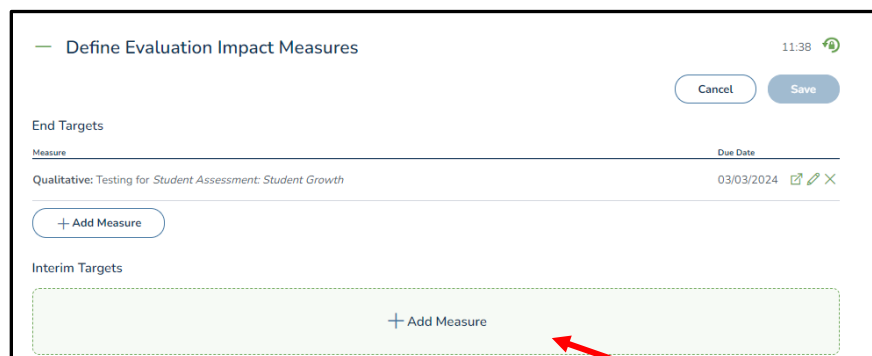 Define Evaluation Impact Measures
11:38
Cancel
Save
End Targets
Measure
Due Date
Qualitative: Testing for Student Assessment: Student Growth
03/03/2024
+ Add Measure
Interim Targets
+ Add Measure